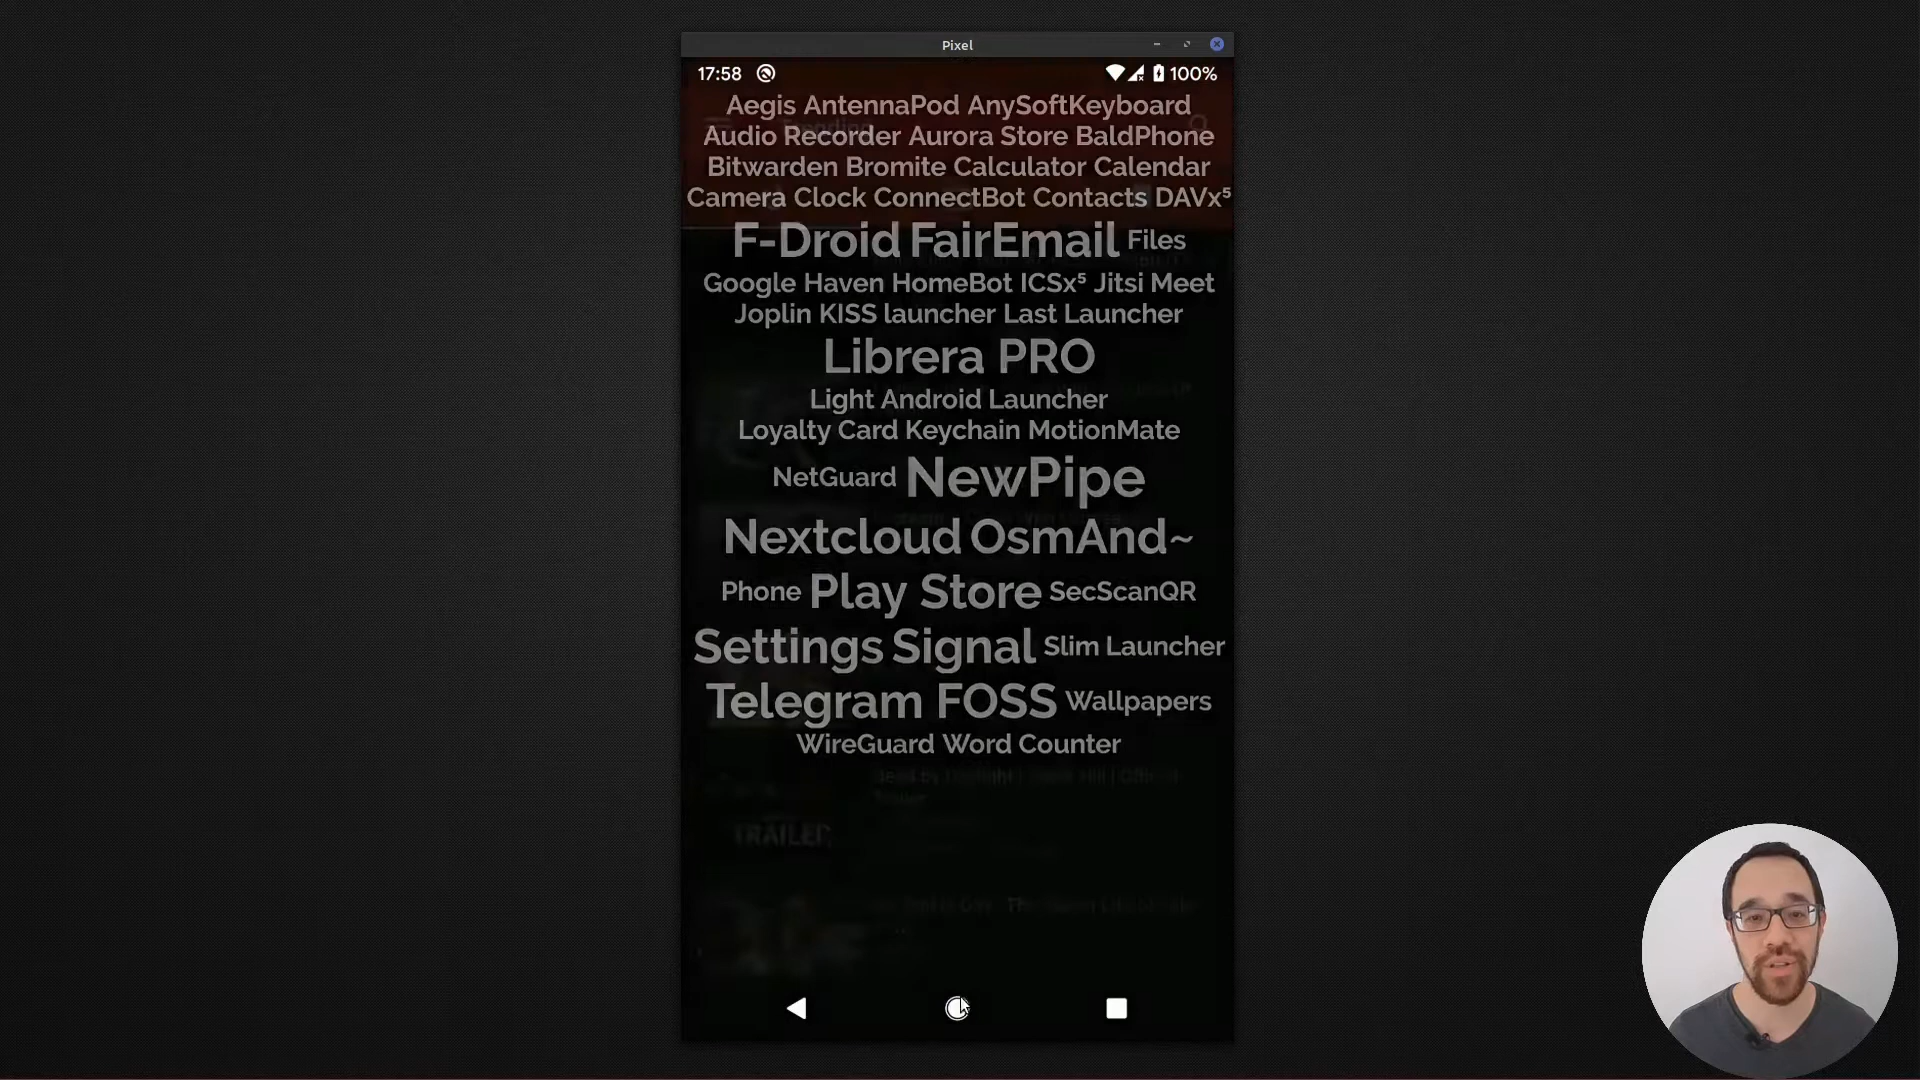 Pixel
17:58 100%
Aegis AntennaPod AnySoftKeyboard
Audio Recorder Aurora Store BaldPhone
Bitwarden Bromite Calculator Calendar
Camera Clock ConnectBot Contacts DAVx⁵
F-Droid FairEmail Files
Google Haven HomeBot ICSx⁵ Jitsi Meet
Joplin KISS launcher Last Launcher
Librera PRO
Light Android Launcher
Loyalty Card Keychain MotionMate
NetGuard NewPipe
Nextcloud OsmAnd~
Phone Play Store SecScanQR
Settings Signal Slim Launcher
Telegram FOSS Wallpapers
WireGuard Word Counter
TRAILER